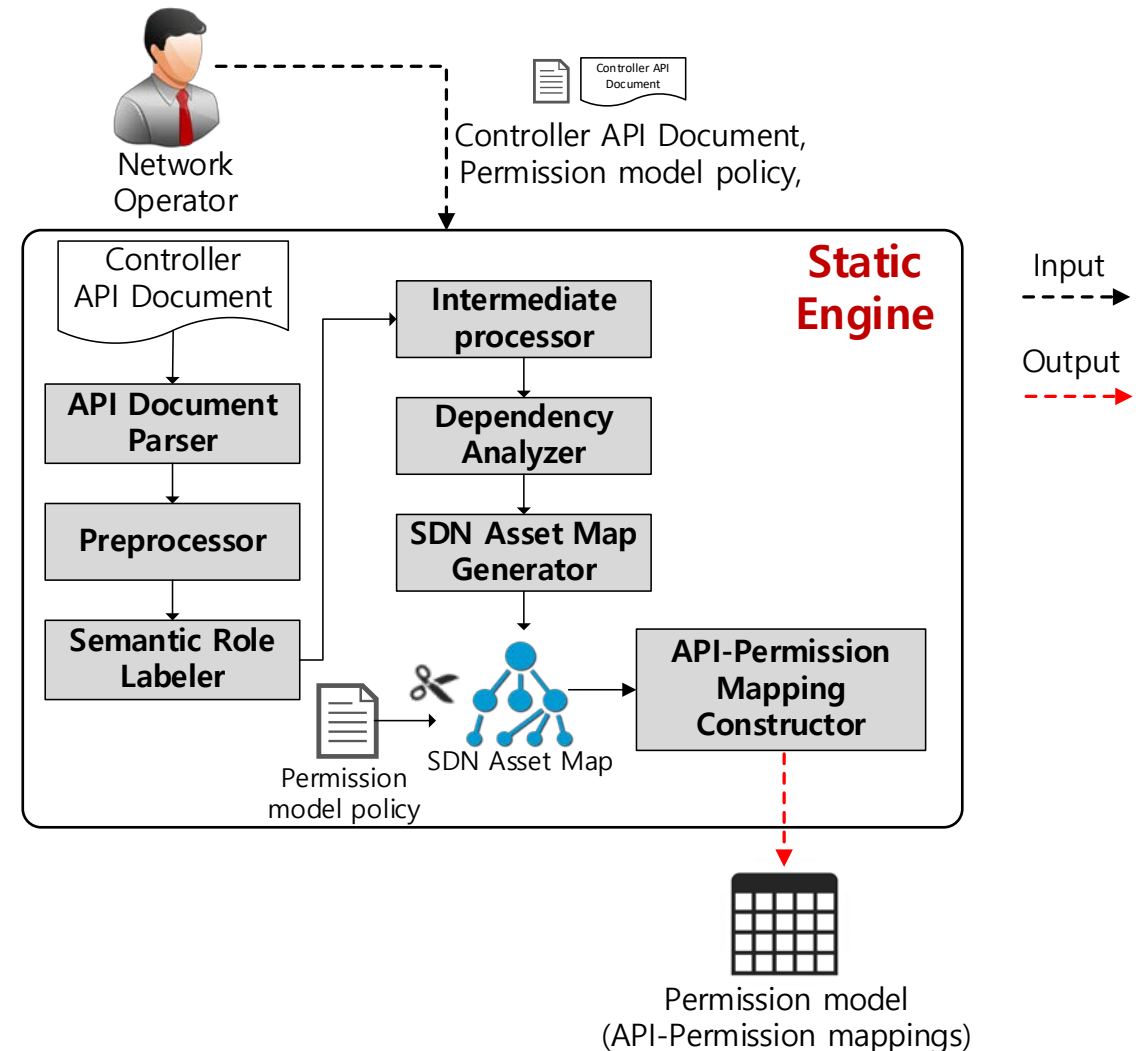 Network
Operator
Controller API
Document
Controller API Document,
Permission model policy,
Static
Engine
Input
Output
Controller
API Document
API Document
Parser
Preprocessor
Semantic Role
Labeler
Intermediate
processor
Dependency
Analyzer
SDN Asset Map
Generator
Permission
model policy
SDN Asset Map
API-Permission
Mapping
Constructor
Permission model
(API-Permission mappings)